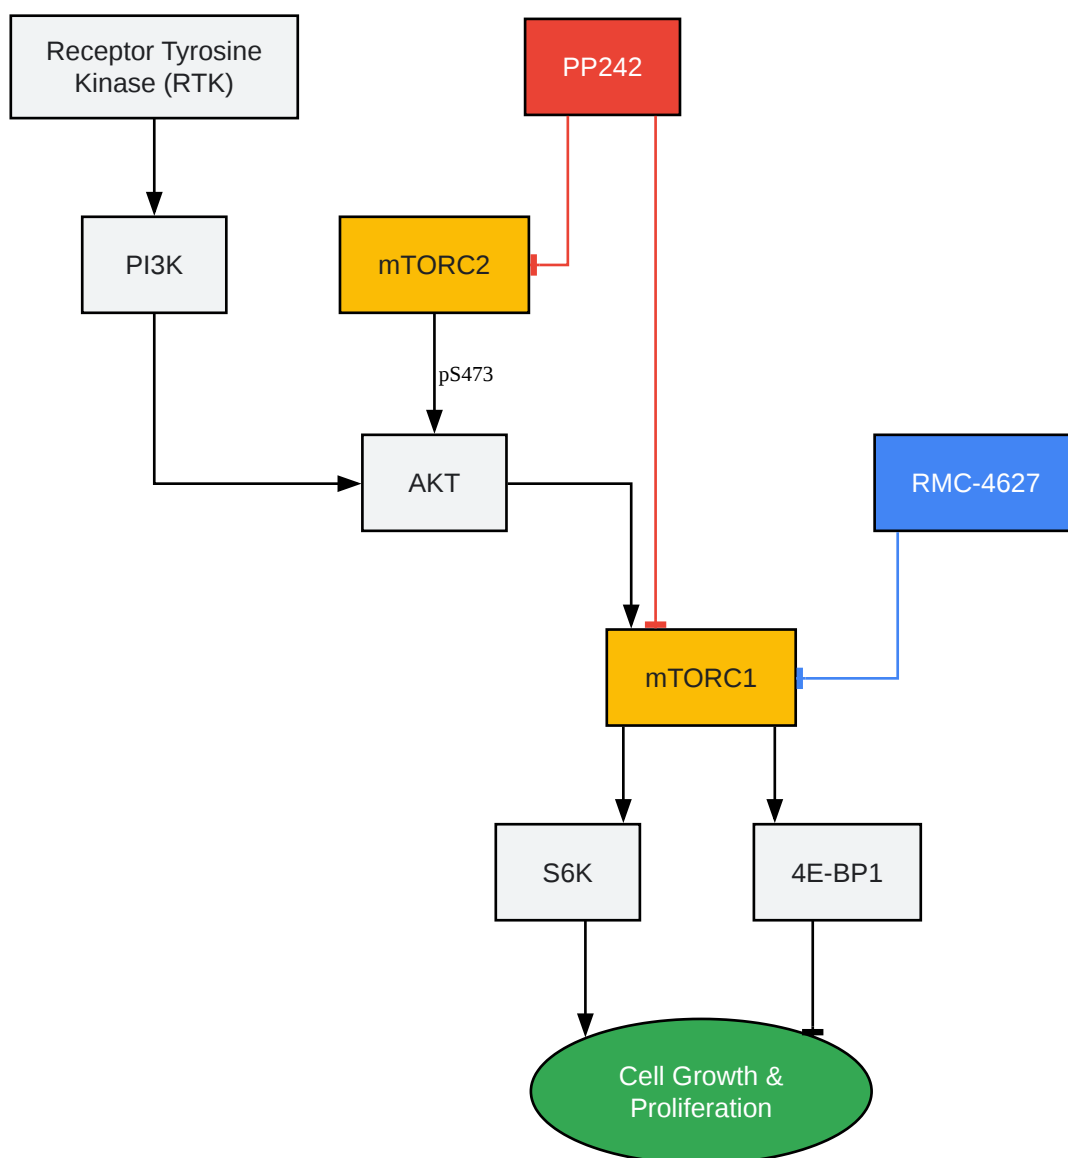 Receptor Tyrosine
Kinase (RTK)
PP242
PI3K
mTORC2
pS473
AKT
RMC-4627
mTORC1
S6K
4E-BP1
Cell Growth &
Proliferation